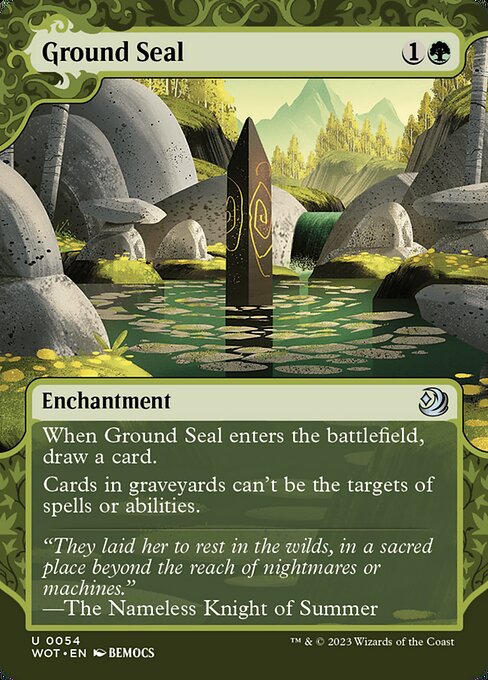 Ground Seal 1
Enchantment
When Ground Seal enters the battlefield,
draw a card.
Cards in graveyards can't be the targets of
spells or abilities.
“They laid her to rest in the wilds, in a sacred
place beyond the reach of nightmares or
machines.”
—The Nameless Knight of Summer
U 0054
WOT • EN BEMOCS
™ & © 2023 Wizards of the Coast